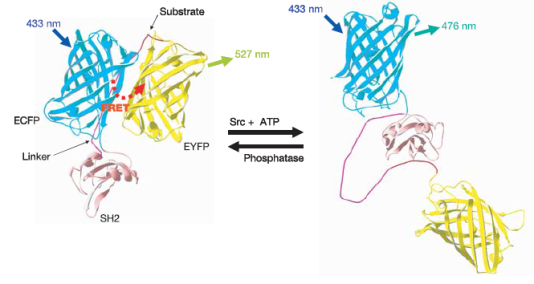 Substrate
433 nm
527 nm
FRET
ECFP
EYFP
Linker
SH2
Src + ATP
Phosphatase
433 nm
476 nm